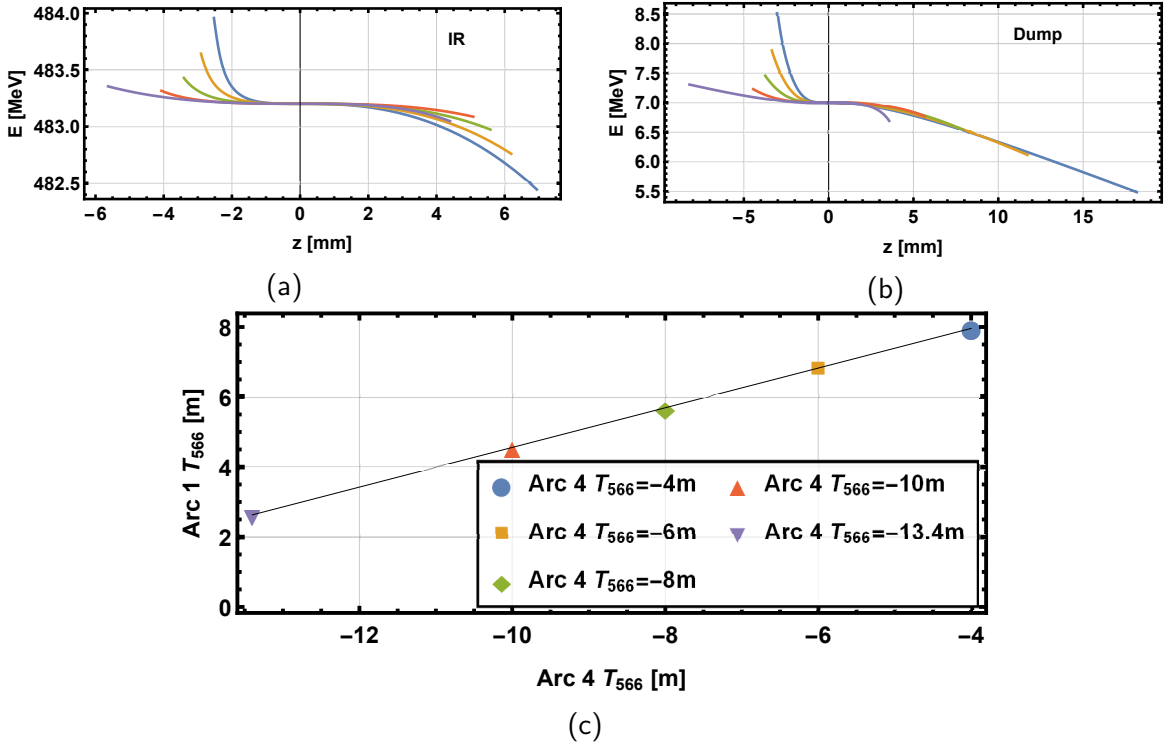 484.0
483.5
483.0
482.5
E [MeV]
IR
−6 −4 −2 0 2 4 6
z [mm]
(a)
8.5
8.0
7.5
7.0
6.5
6.0
5.5
E [MeV]
Dump
−5 0 5 10 15
z [mm]
(b)
8
6
4
2
0
Arc 1 T566 [m]
Arc 4 T566=−4m
Arc 4 T566=−10m
Arc 4 T566=−6m
Arc 4 T566=−13.4m
Arc 4 T566=−8m
−12 −10 −8 −6 −4
Arc 4 T566 [m]
(c)